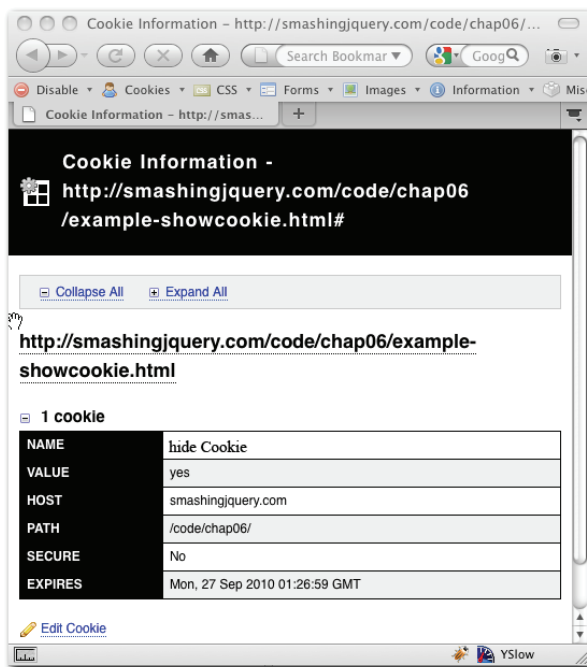 Cookie Information – http://smashingjquery.com/code/chap06/...
Search Bookmar
Goog
Disable Cookies CSS Forms Images Information Mis
Cookie Information – http://smas... +
Cookie Information -
http://smashingjquery.com/code/chap06
/example-showcookie.html#
Collapse All Expand All
http://smashingjquery.com/code/chap06/example-
showcookie.html
1 cookie
NAME hide Cookie
VALUE yes
HOST smashingjquery.com
PATH /code/chap06/
SECURE No
EXPIRES Mon, 27 Sep 2010 01:26:59 GMT
Edit Cookie
YSlow